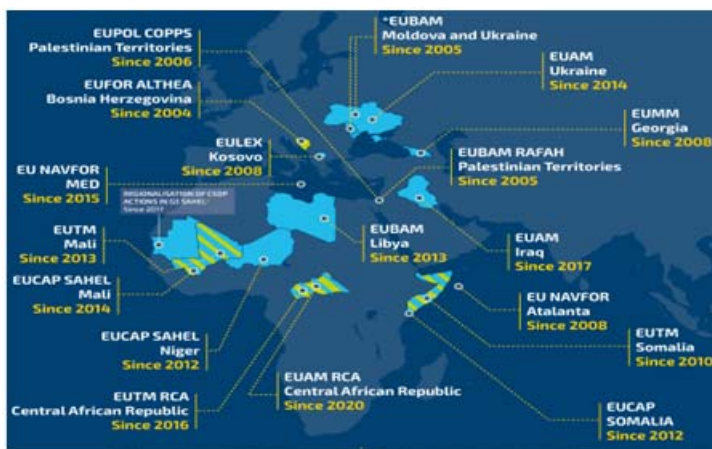 EUPOL COPPS
Palestinian Territories
Since 2006
*EUBAM
Moldova and Ukraine
Since 2005
EUAM
Ukraine
Since 2014
EUFOR ALTHEA
Bosnia Herzegovina
Since 2004
EUMM
Georgia
Since 2008
EULEX
Kosovo
Since 2008
EUBAM RAFAH
Palestinian Territories
Since 2005
EU NAVFOR
MED
Since 2015
REGIONALISATION OF CSDP
ACTIONS IN G5 SAHEL
Since 2017
EUTM
Mali
Since 2013
EUBAM
Libya
Since 2013
EUAM
Iraq
Since 2017
EUCAP SAHEL
Mali
Since 2014
EU NAVFOR
Atalanta
Since 2008
EUCAP SAHEL
Niger
Since 2012
EUTM
Somalia
Since 2010
EUTM RCA
Central African Republic
Since 2016
EUAM RCA
Central African Republic
Since 2020
EUCAP
SOMALIA
Since 2012